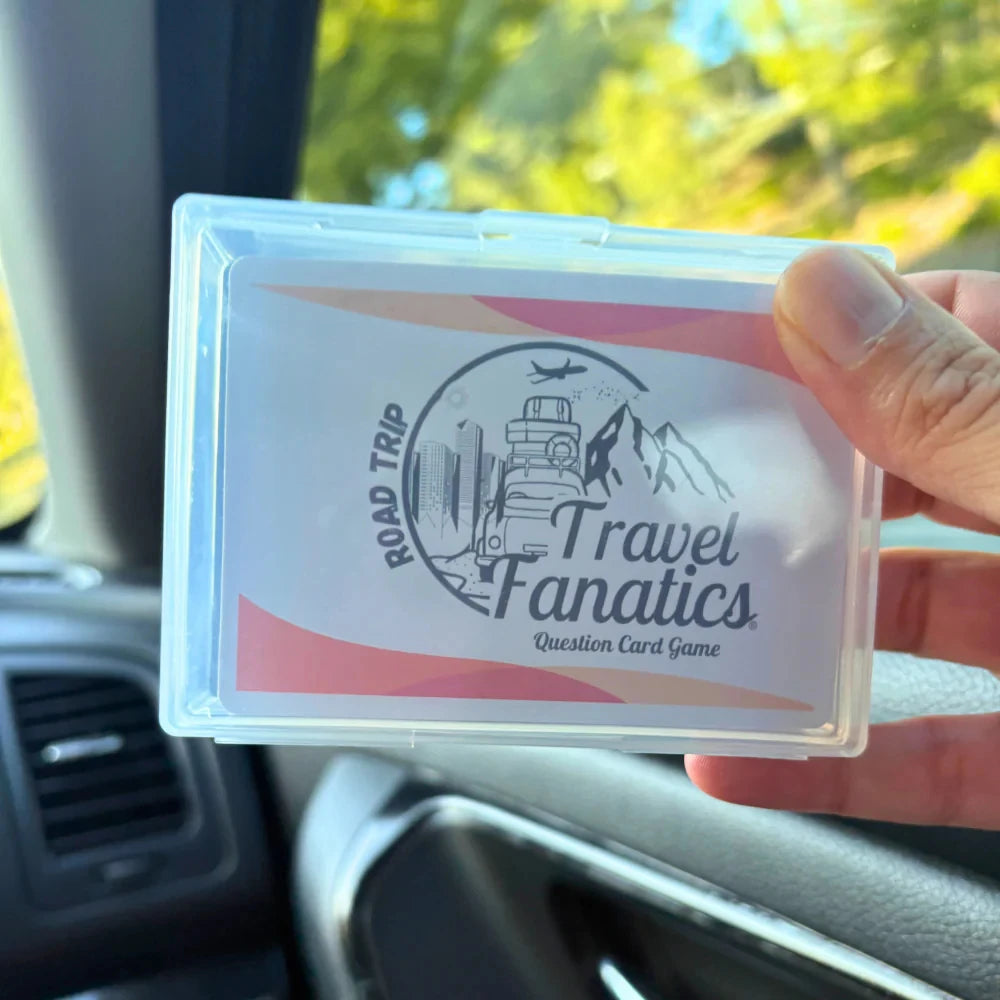 ROAD TRIP
Travel
Fanatics®
Question Card Game